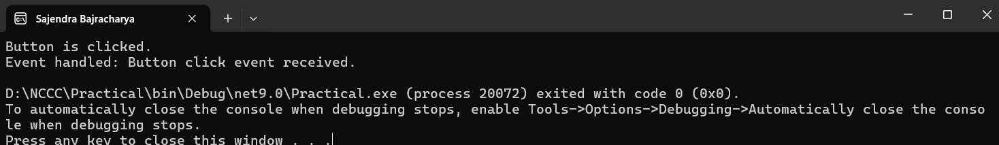 Sajendra Bajracharya
Button is clicked.
Event handled: Button click event received.
D:\NCCC\Practical\bin\Debug\net9.0\Practical.exe (process 20072) exited with code 0 (0x0).
To automatically close the console when debugging stops, enable Tools->Options->Debugging->Automatically close the conso
le when debugging stops.
Press any key to close this window . . .